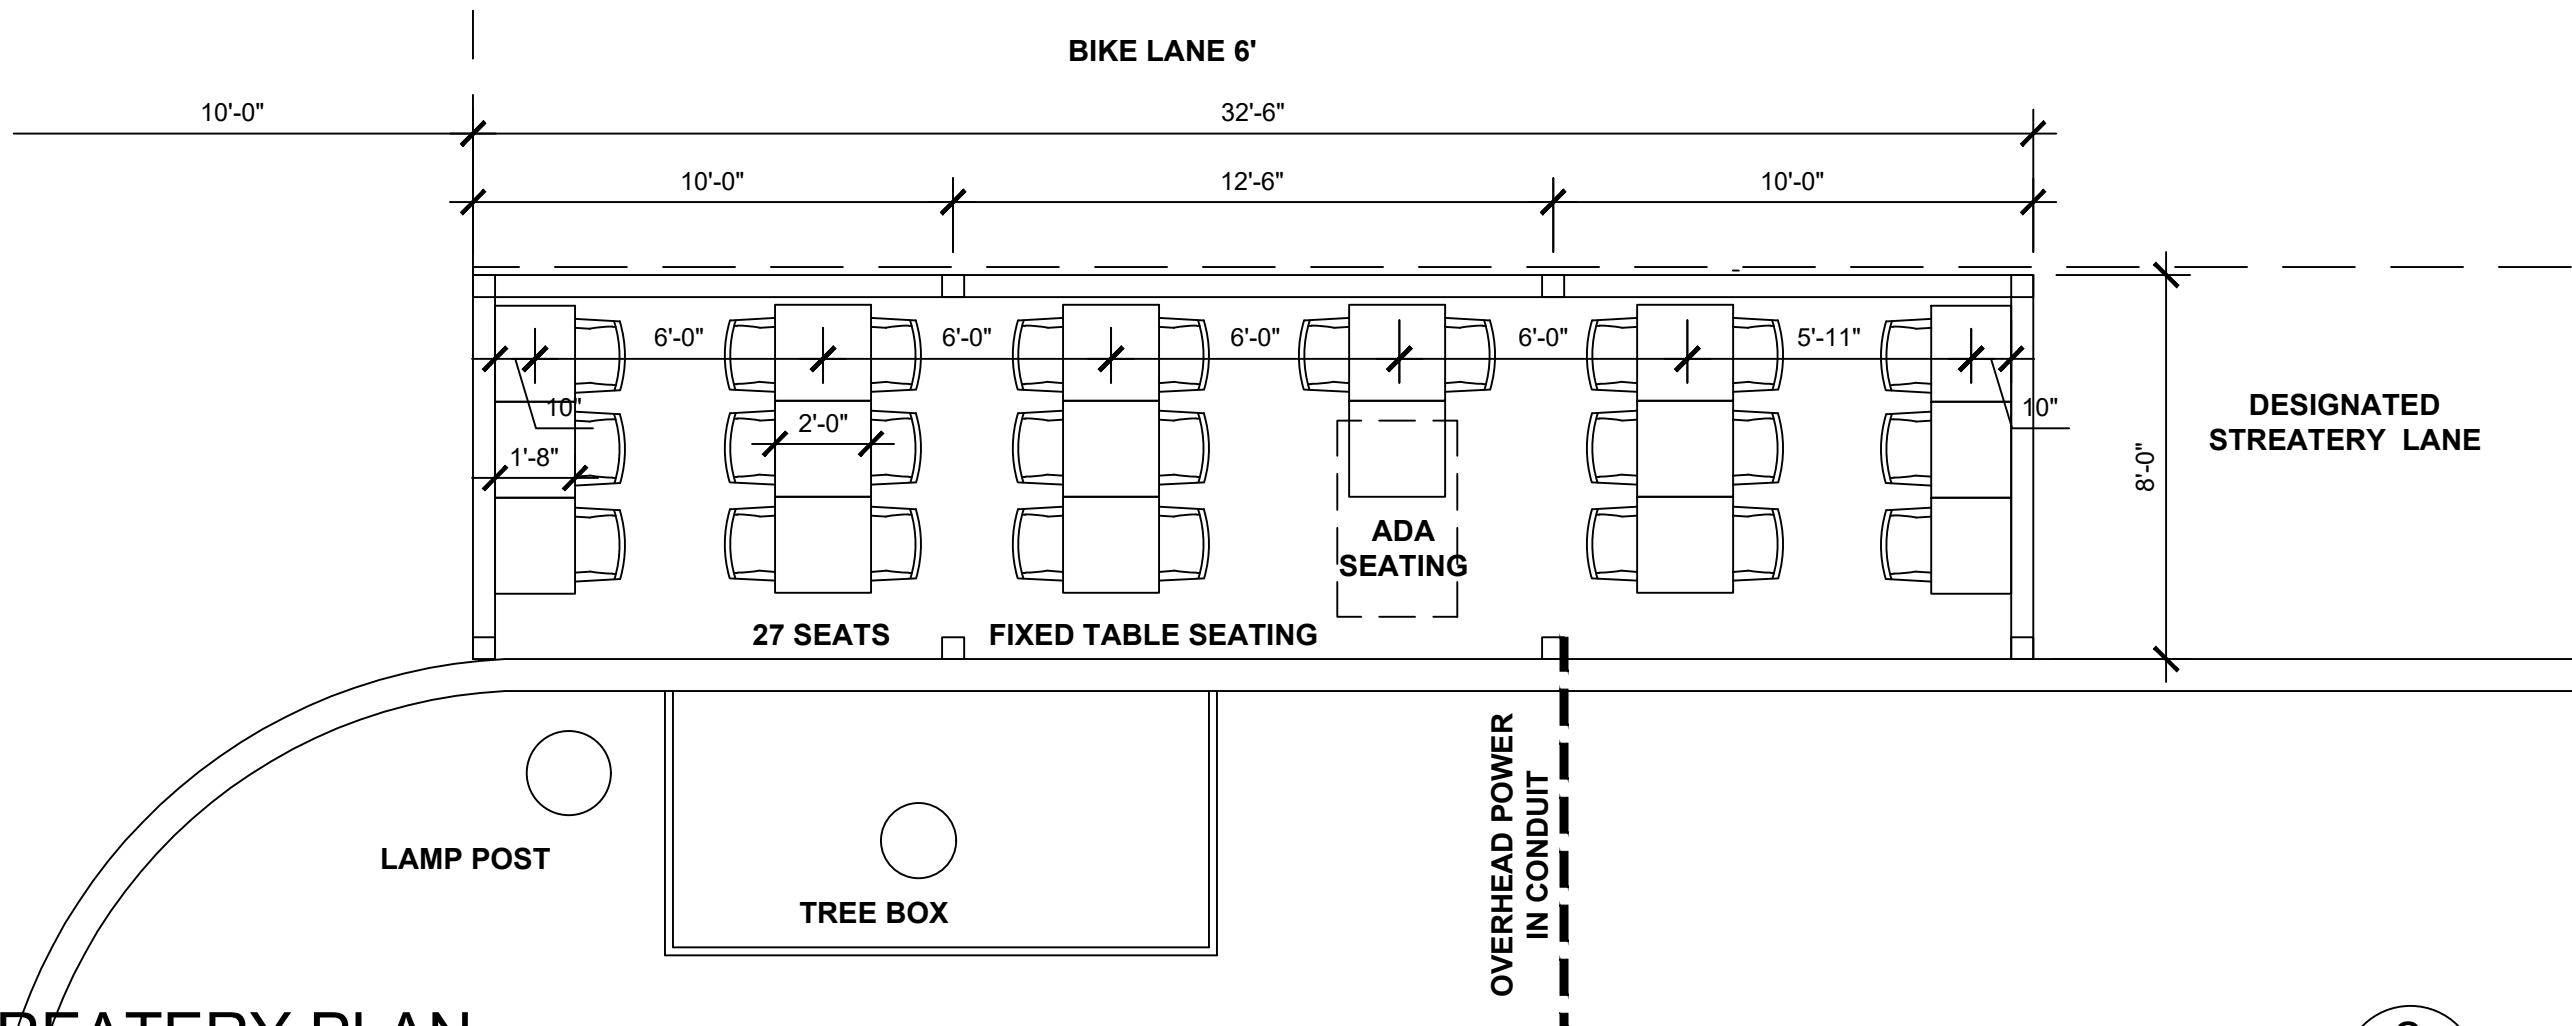 BIKE LANE 6'
10'-0"
32'-6"
10'-0"
12'-6"
10'-0"
6'-0"
6'-0"
6'-0"
6'-0"
5'-11"
10"
2'-0"
10"
1'-8"
DESIGNATED
STREATERY LANE
8'-0"
ADA
SEATING
27 SEATS
FIXED TABLE SEATING
OVERHEAD POWER
IN CONDUIT
LAMP POST
TREE BOX
REATERY PLAN